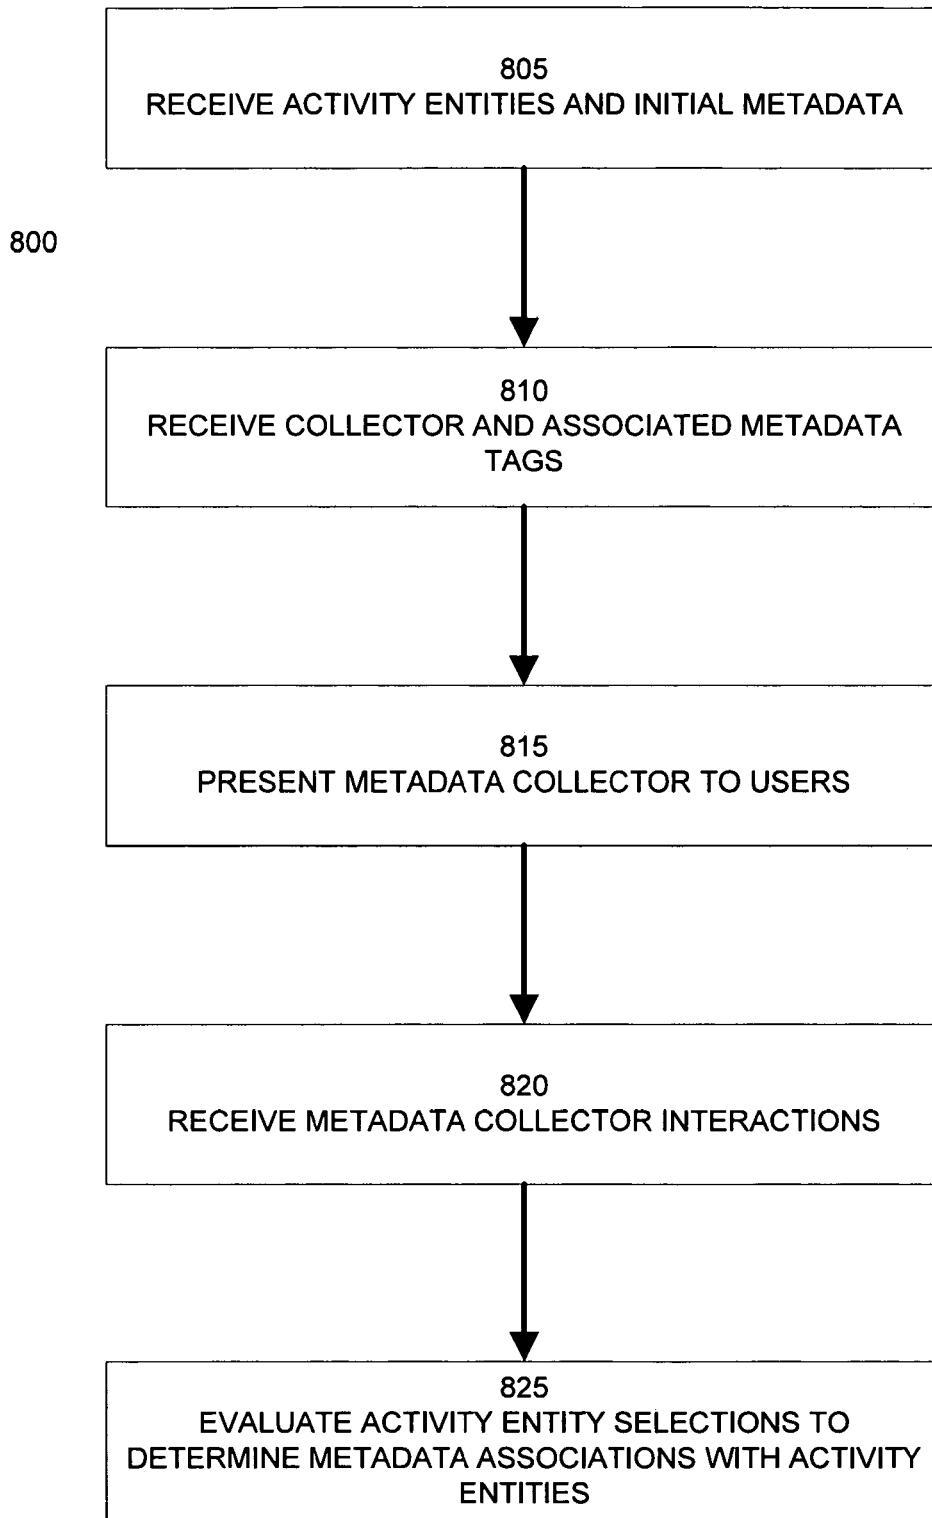 805
RECEIVE ACTIVITY ENTITIES AND INITIAL METADATA
800
810
RECEIVE COLLECTOR AND ASSOCIATED METADATA
TAGS
815
PRESENT METADATA COLLECTOR TO USERS
820
RECEIVE METADATA COLLECTOR INTERACTIONS
825
EVALUATE ACTIVITY ENTITY SELECTIONS TO
DETERMINE METADATA ASSOCIATIONS WITH ACTIVITY
ENTITIES